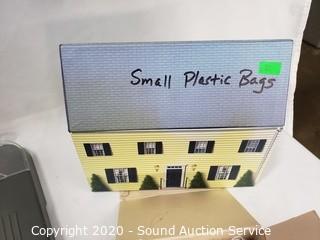 Small Plastic Bags
Copyright © 2020 - Sound Auction Service